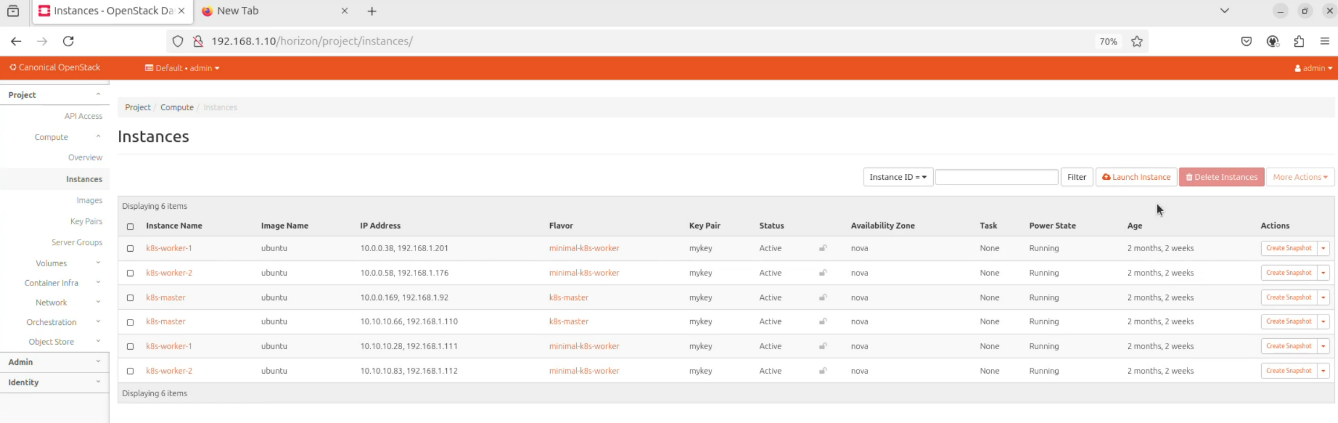 Instances - OpenStack Da × New Tab × +
192.168.1.10/horizon/project/instances/ 70%
Canonical OpenStack Default • admin admin
Project
API Access
Compute
Overview
Instances
Images
Key Pairs
Server Groups
Volumes
Container Infra
Network
Orchestration
Object Store
Admin
Identity
Project / Compute / Instances
Instances
Instance ID = Filter Launch Instance Delete Instances More Actions
Displaying 6 items
Instance Name Image Name IP Address Flavor Key Pair Status Availability Zone Task Power State Age Actions
k8s-worker-1 ubuntu 10.0.0.38, 192.168.1.201 minimal-k8s-worker mykey Active nova None Running 2 months, 2 weeks Create Snapshot
k8s-worker-2 ubuntu 10.0.0.58, 192.168.1.176 minimal-k8s-worker mykey Active nova None Running 2 months, 2 weeks Create Snapshot
k8s-master ubuntu 10.0.0.169, 192.168.1.92 k8s-master mykey Active nova None Running 2 months, 2 weeks Create Snapshot
k8s-master ubuntu 10.10.10.66, 192.168.1.110 k8s-master mykey Active nova None Running 2 months, 2 weeks Create Snapshot
k8s-worker-1 ubuntu 10.10.10.28, 192.168.1.111 minimal-k8s-worker mykey Active nova None Running 2 months, 2 weeks Create Snapshot
k8s-worker-2 ubuntu 10.10.10.83, 192.168.1.112 minimal-k8s-worker mykey Active nova None Running 2 months, 2 weeks Create Snapshot
Displaying 6 items